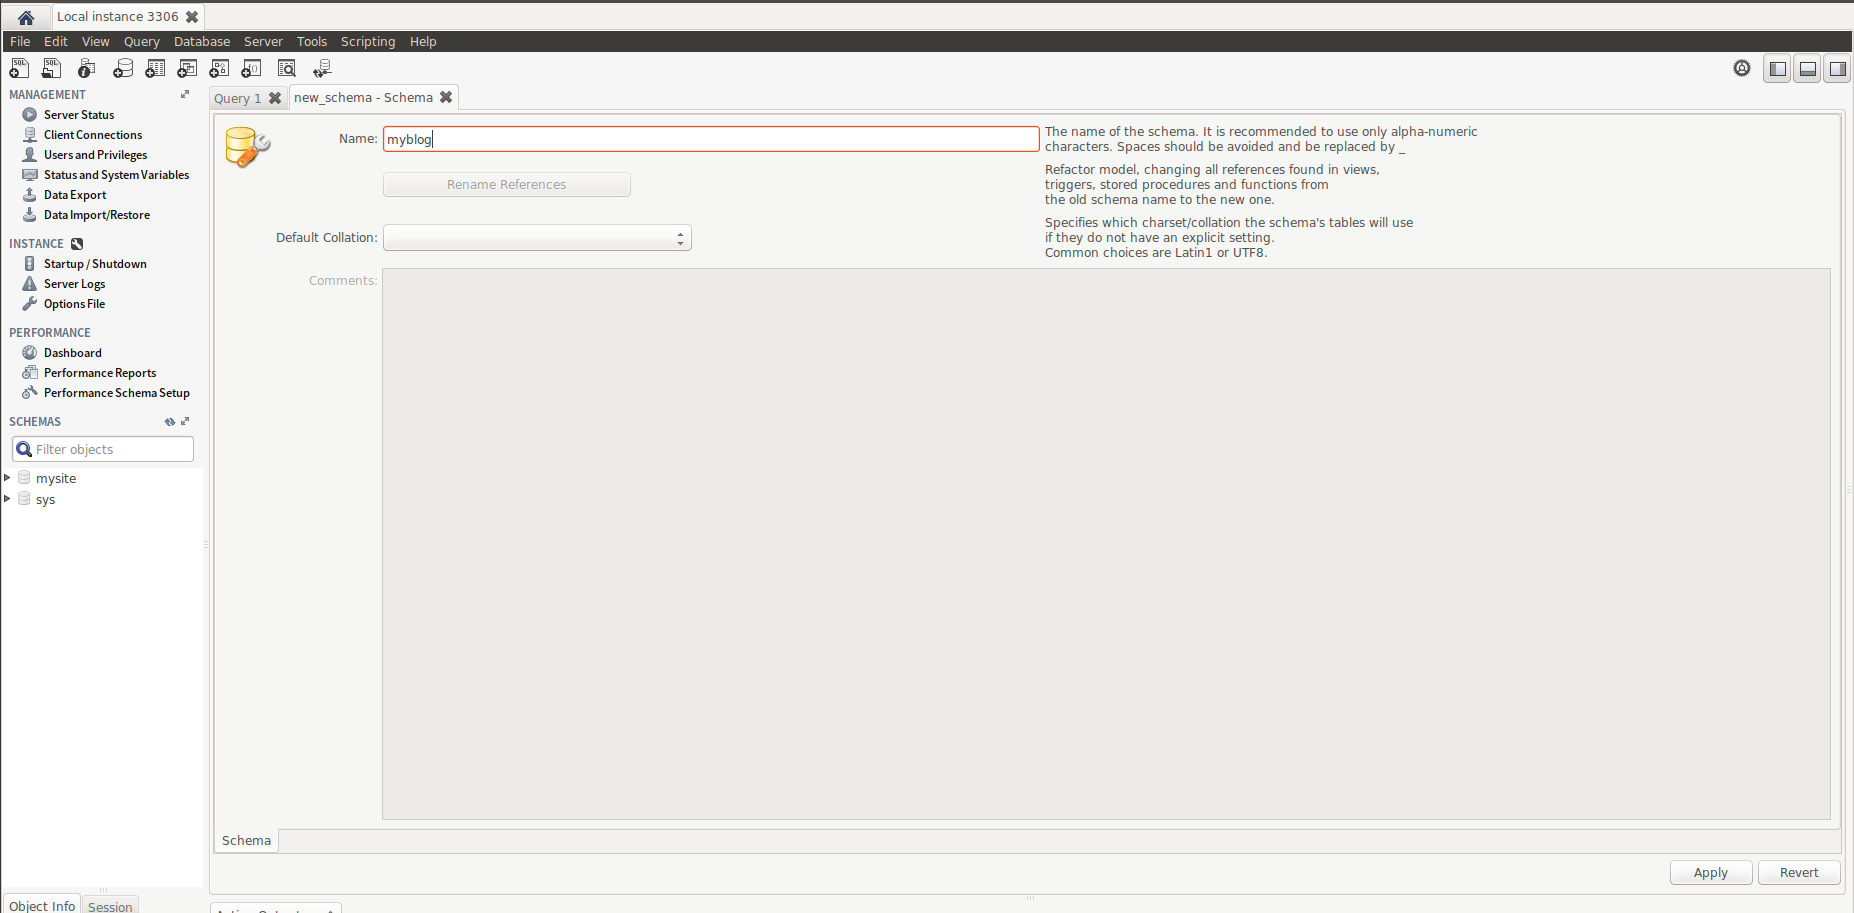 Local instance 3306
File Edit View Query Database Server Tools Scripting Help
SQL SQL
MANAGEMENT
Server Status
Client Connections
Users and Privileges
Status and System Variables
Data Export
Data Import/Restore
INSTANCE
Startup / Shutdown
Server Logs
Options File
PERFORMANCE
Dashboard
Performance Reports
Performance Schema Setup
SCHEMAS
Filter objects
mysite
sys
Object Info Session
Query 1 new_schema - Schema
Name: myblog
The name of the schema. It is recommended to use only alpha-numeric
characters. Spaces should be avoided and be replaced by _
Rename References
Refactor model, changing all references found in views,
triggers, stored procedures and functions from
the old schema name to the new one.
Default Collation:
Specifies which charset/collation the schema's tables will use
if they do not have an explicit setting.
Common choices are Latin1 or UTF8.
Comments:
Schema
Apply Revert